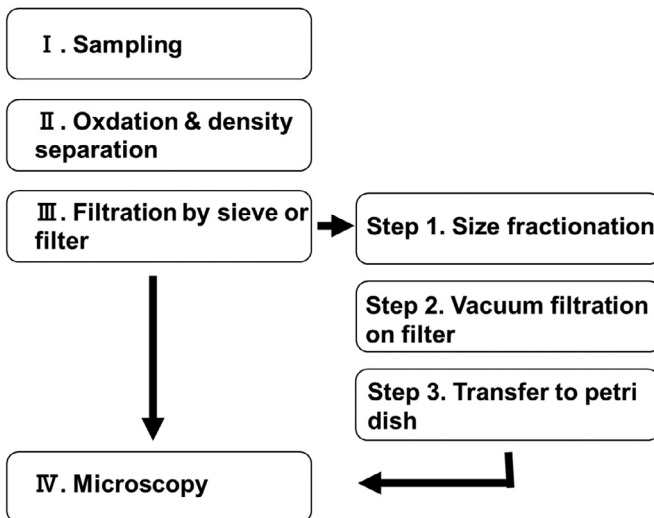 Ⅰ. Sampling
Ⅱ. Oxdation & density
separation
Ⅲ. Filtration by sieve or
filter
Step 1. Size fractionation
Step 2. Vacuum filtration
on filter
Step 3. Transfer to petri
dish
Ⅳ. Microscopy